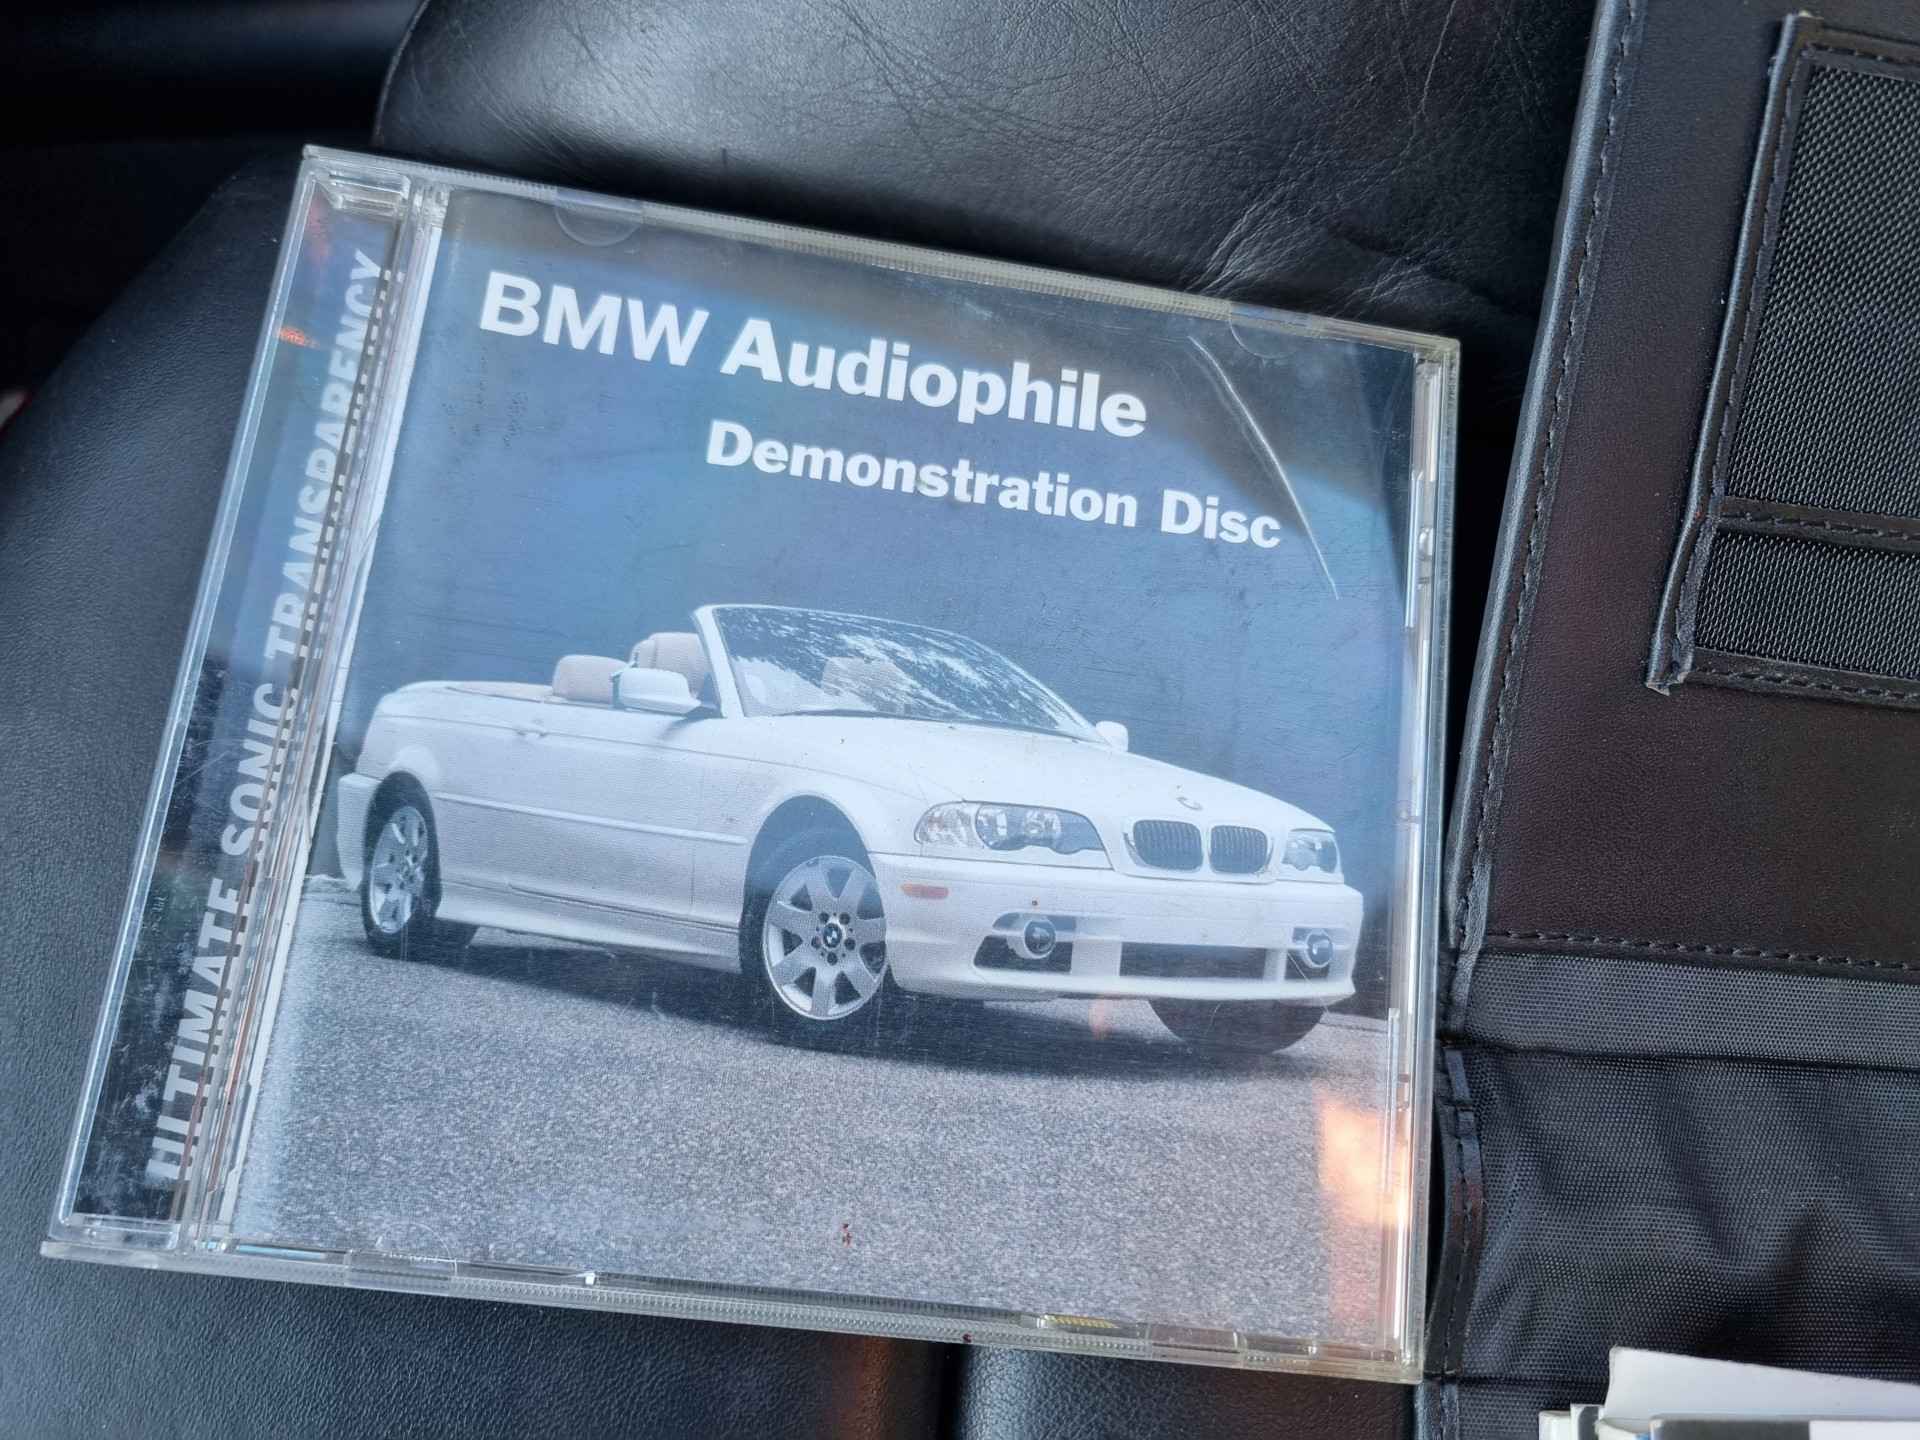 BMW Audiophile
Demonstration Disc
ULTIMATE SONIC TRANSPARENCY